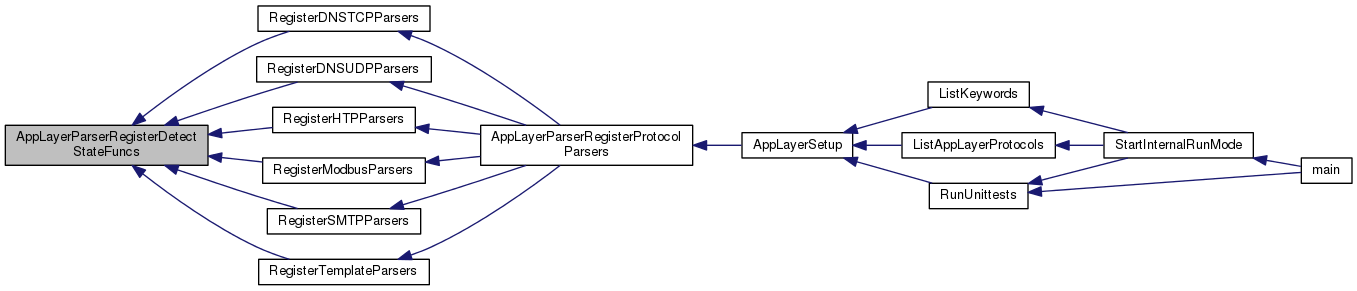 RegisterDNSTCPParsers
RegisterDNSUDPParsers
RegisterHTPParsers
RegisterModbusParsers
RegisterSMTPParsers
RegisterTemplateParsers
AppLayerParserRegisterDetect
StateFuncs
AppLayerParserRegisterProtocol
Parsers
AppLayerSetup
ListKeywords
ListAppLayerProtocols
RunUnittests
StartInternalRunMode
main